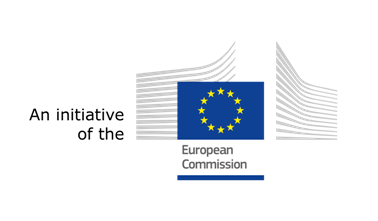 An initiative
of the
European
Commission